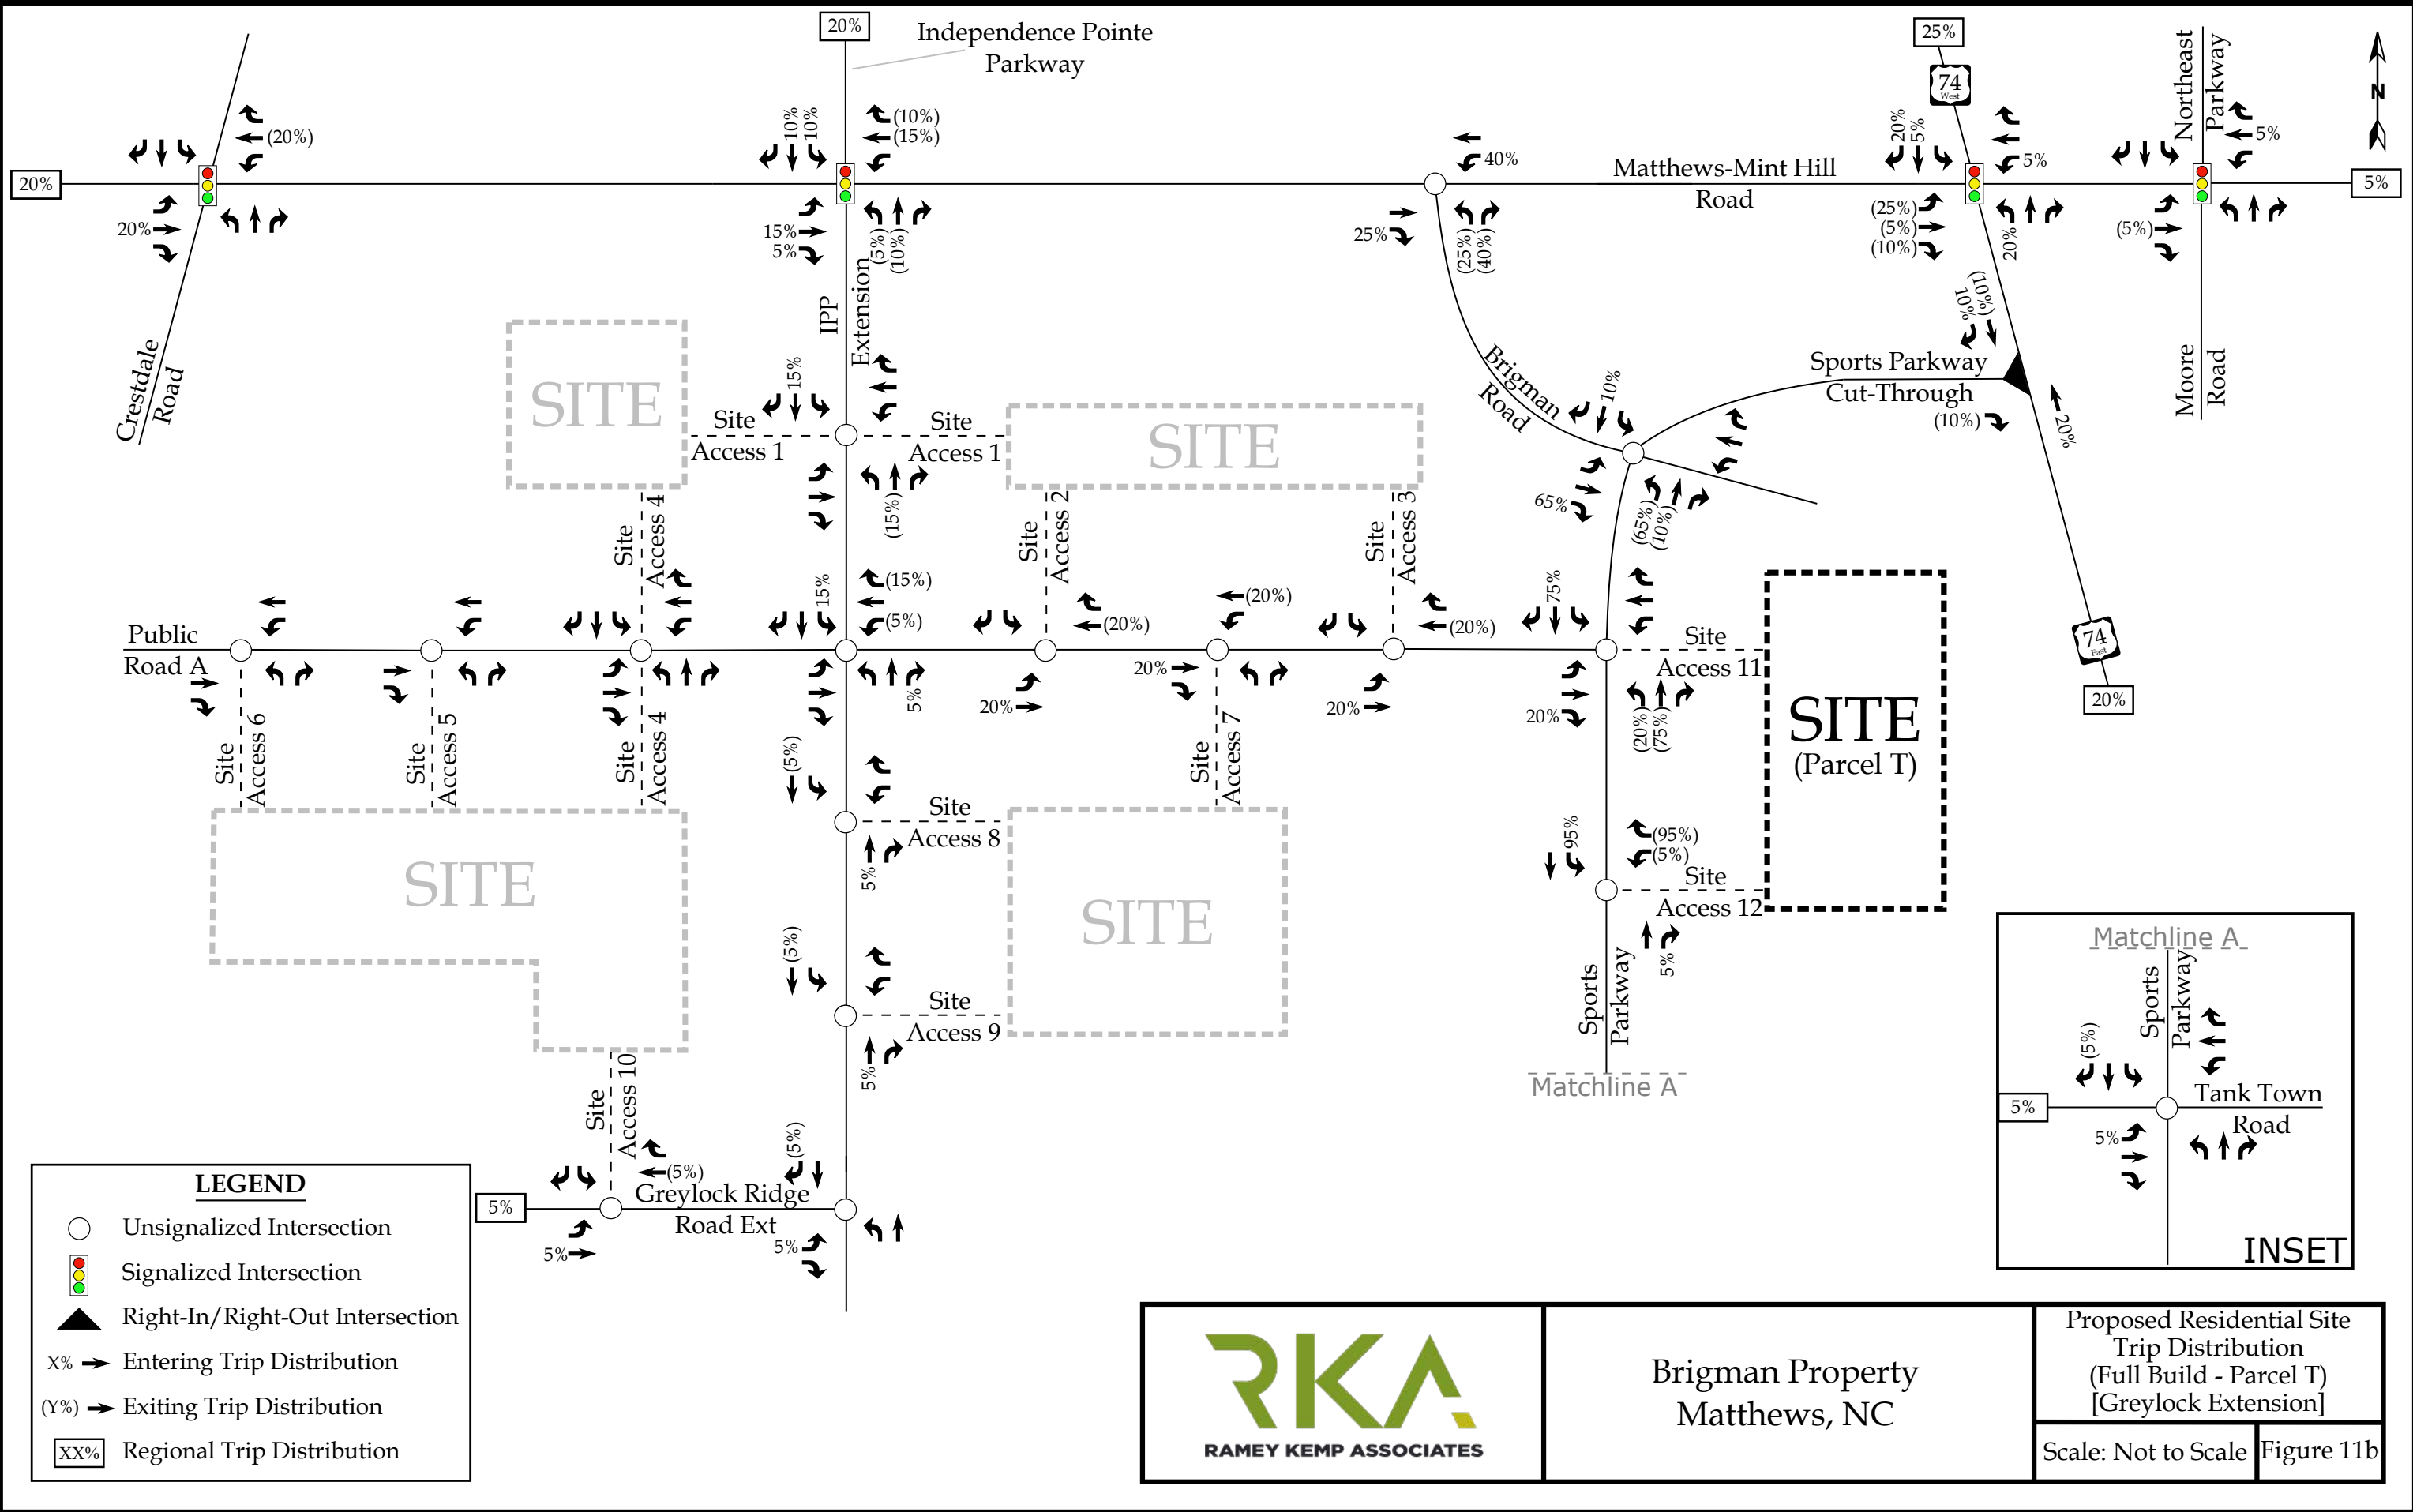 20%
Independence Pointe
Parkway
25%
74
West
Northeast
Parkway
N
(20%)
10%
10%
(10%)
(15%)
40%
20%
5%
5%
5%
20%
Matthews-Mint Hill
Road
5%
20%
15%
5%
(5%)
(10%)
25%
(25%)
(40%)
(25%)
(5%)
(10%)
20%
(5%)
Crestdale
Road
IPP
Extension
15%
Brigman
Road
10%
Sports Parkway
Cut-Through
(10%)
10%
(10%)
20%
Moore
Road
SITE
Site
Access 1
Site
Access 1
SITE
(15%)
65%
(65%)
(10%)
Site
Access 4
Site
Access 2
Site
Access 3
Public
Road A
15%
(15%)
(5%)
(20%)
(20%)
(20%)
75%
Site
Access 11
5%
20%
20%
20%
20%
(20%)
(75%)
SITE
(Parcel T)
74
East
20%
Site
Access 6
Site
Access 5
Site
Access 4
(5%)
Site
Access 7
Site
Access 8
5%
95%
(95%)
(5%)
Site
Access 12
5%
SITE
SITE
(5%)
Site
Access 9
5%
Sports
Parkway
Matchline A
Matchline A
Sports
Parkway
(5%)
5%
Tank Town
Road
5%
INSET
Site
Access 10
(5%)
(5%)
5%
Greylock Ridge
Road Ext
5%
5%
LEGEND
Unsignalized Intersection
Signalized Intersection
Right-In/Right-Out Intersection
X% Entering Trip Distribution
(Y%) Exiting Trip Distribution
XX% Regional Trip Distribution
RKA
RAMEY KEMP ASSOCIATES
Brigman Property
Matthews, NC
Proposed Residential Site
Trip Distribution
(Full Build - Parcel T)
[Greylock Extension]
Scale: Not to Scale
Figure 11b